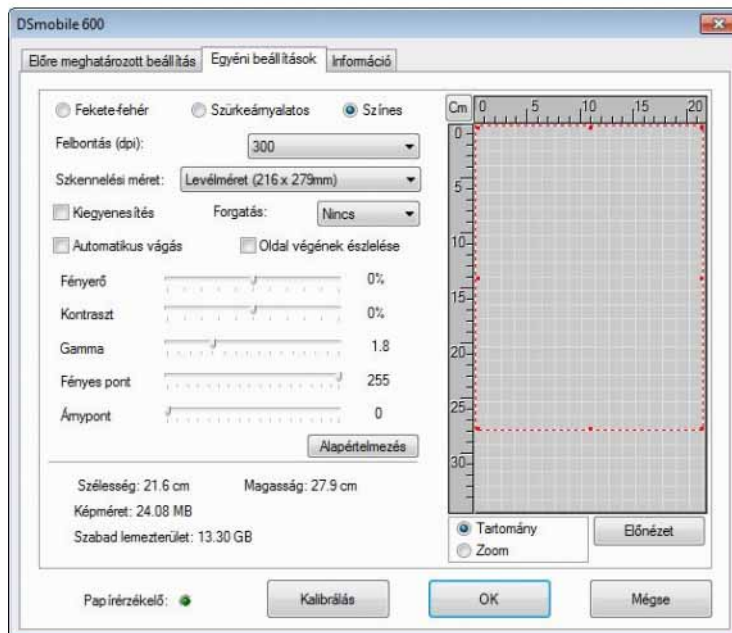 DSmobile 600
Előre meghatározott beállítás Egyéni beállítások Információ
Fekete-fehér Szürkeárnyalatos Színes
Felbontás (dpi): 300
Szkennelési méret: Levélméret (216 x 279mm)
Kiegyenesítés Forgatás: Nincs
Automatikus vágás Oldal végének észlelése
Fényerő 0%
Kontraszt 0%
Gamma 1.8
Fényes pont 255
Árnypont 0
Alapértelmezés
Szélesség: 21.6 cm Magasság: 27.9 cm
Képméret: 24.08 MB
Szabad lemezterület: 13.30 GB
Cm 0 5 10 15 20
0
5
10
15
20
25
30
Tartomány
Zoom
Előnézet
Papírérzékelő: Kalibrálás OK Mégse